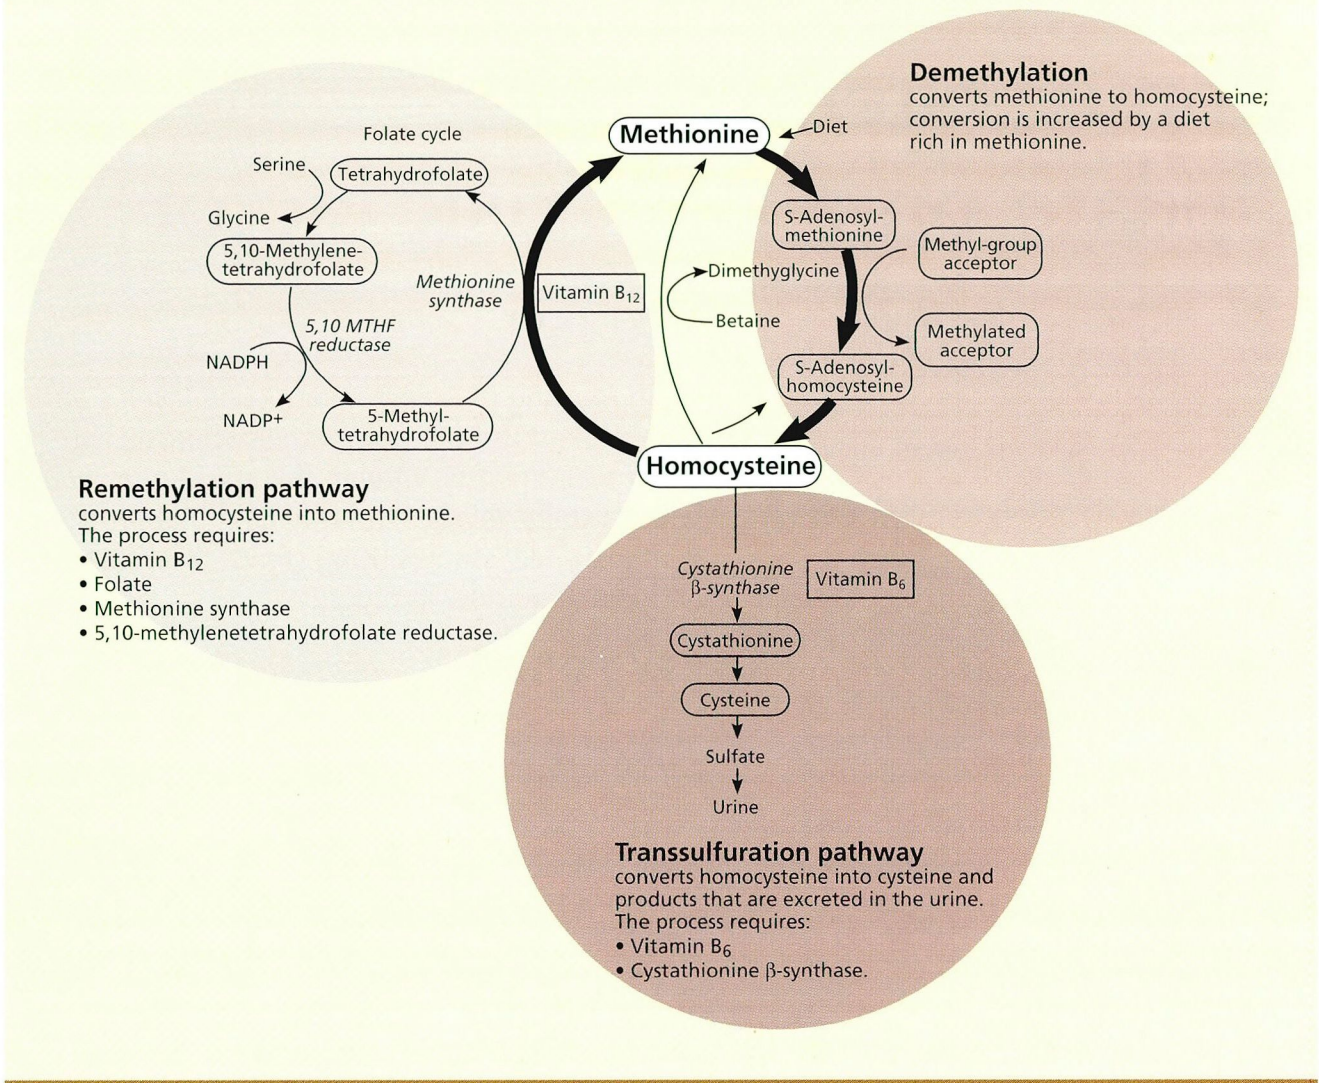 Demethylation
converts methionine to homocysteine;
conversion is increased by a diet
rich in methionine.
Methionine
Diet
Folate cycle
Serine
Tetrahydrofolate
Glycine
5,10-Methylene-
tetrahydrofolate
Methionine
synthase
Vitamin B12
5,10 MTHF
reductase
NADPH
NADP+
5-Methyl-
tetrahydrofolate
S-Adenosyl-
methionine
Methyl-group
acceptor
Dimethyglycine
Betaine
Methylated
acceptor
S-Adenosyl-
homocysteine
Homocysteine
Remethylation pathway
converts homocysteine into methionine.
The process requires:
• Vitamin B12
• Folate
• Methionine synthase
• 5,10-methylenetetrahydrofolate reductase.
Cystathionine
β-synthase
Vitamin B6
Cystathionine
Cysteine
Sulfate
Urine
Transsulfuration pathway
converts homocysteine into cysteine and
products that are excreted in the urine.
The process requires:
• Vitamin B6
• Cystathionine β-synthase.